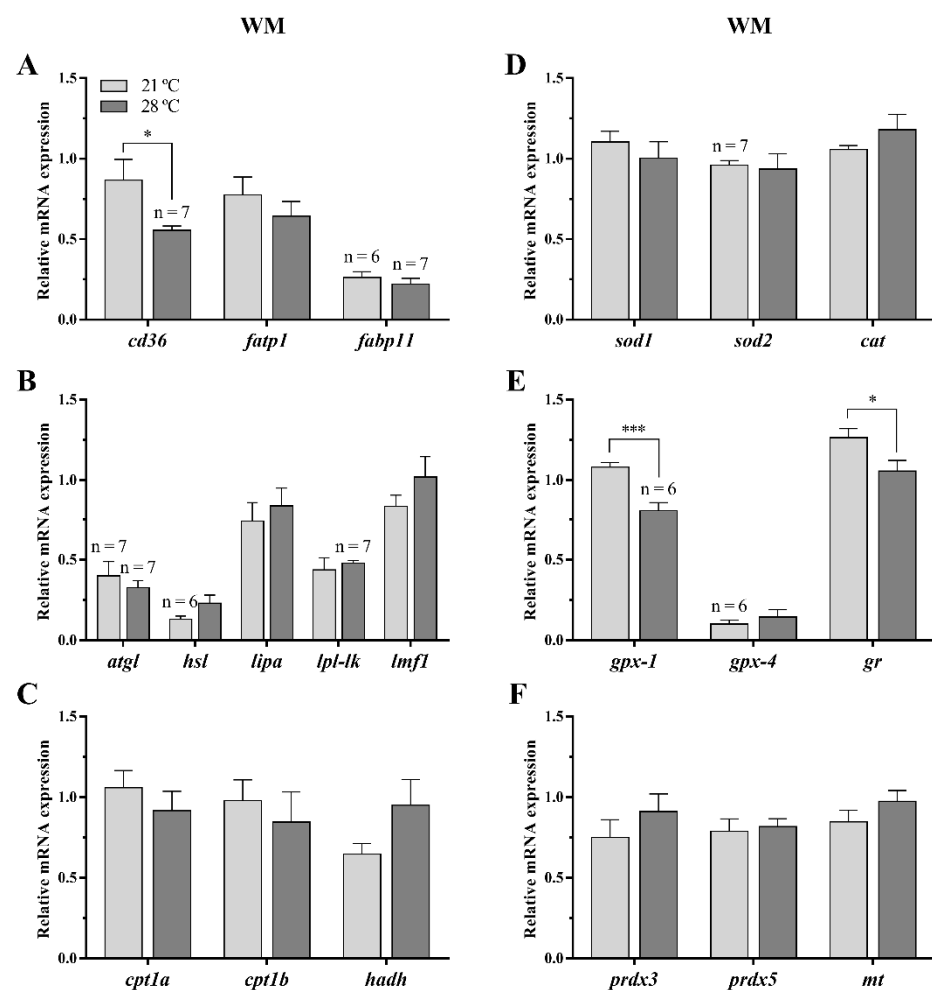 WM
A
21 ºC
28 ºC
*
n = 7
n = 6
n = 7
Relative mRNA expression
1.5
1.0
0.5
0.0
cd36
fatp1
fabp11
B
n = 7
n = 7
n = 6
n = 7
Relative mRNA expression
1.5
1.0
0.5
0.0
atgl
hsl
lipa
lpl-lk
lmf1
C
Relative mRNA expression
1.5
1.0
0.5
0.0
cpt1a
cpt1b
hadh
WM
D
n = 7
Relative mRNA expression
1.5
1.0
0.5
0.0
sod1
sod2
cat
E
***
*
n = 6
n = 6
Relative mRNA expression
1.5
1.0
0.5
0.0
gpx-1
gpx-4
gr
F
Relative mRNA expression
1.5
1.0
0.5
0.0
prdx3
prdx5
mt